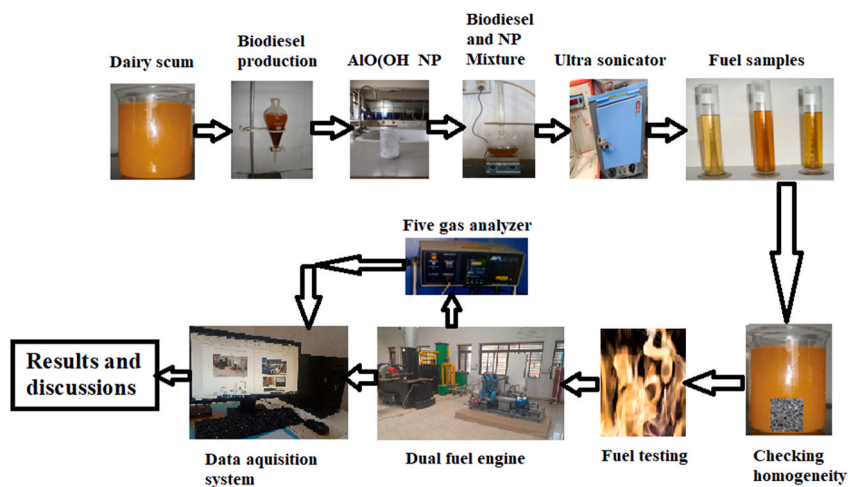 Dairy scum
Biodiesel
production
AlO(OH  NP
Biodiesel
and NP
Mixture
Ultra sonicator
Fuel samples
Five gas analyzer
Results and
discussions
Data aquisition
system
Dual fuel engine
Fuel testing
Checking
homogeneity